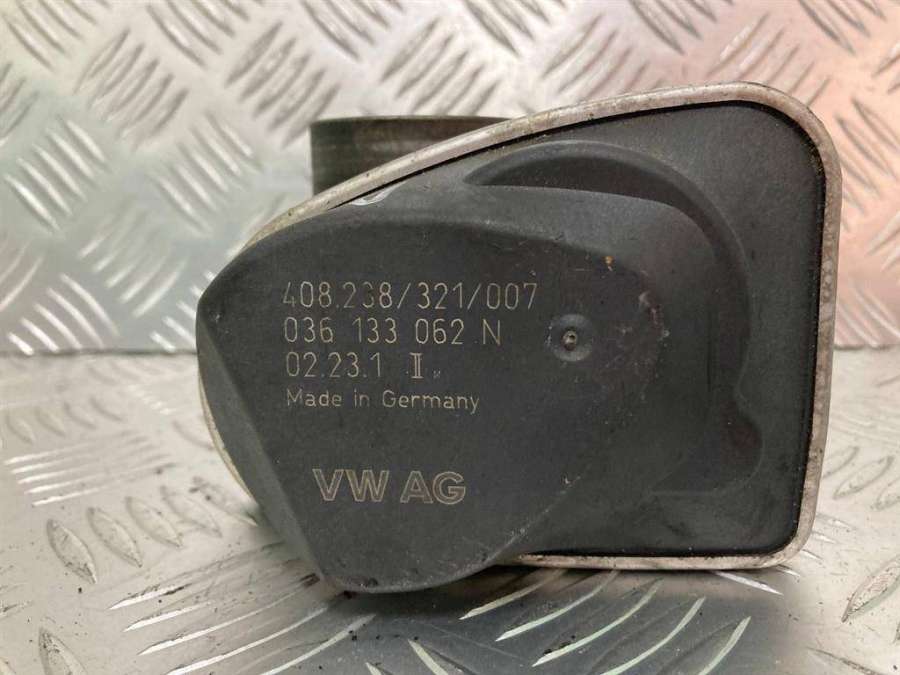 408.238/321/007
036 133 062 N
02.23.1 II
Made in Germany
VW AG